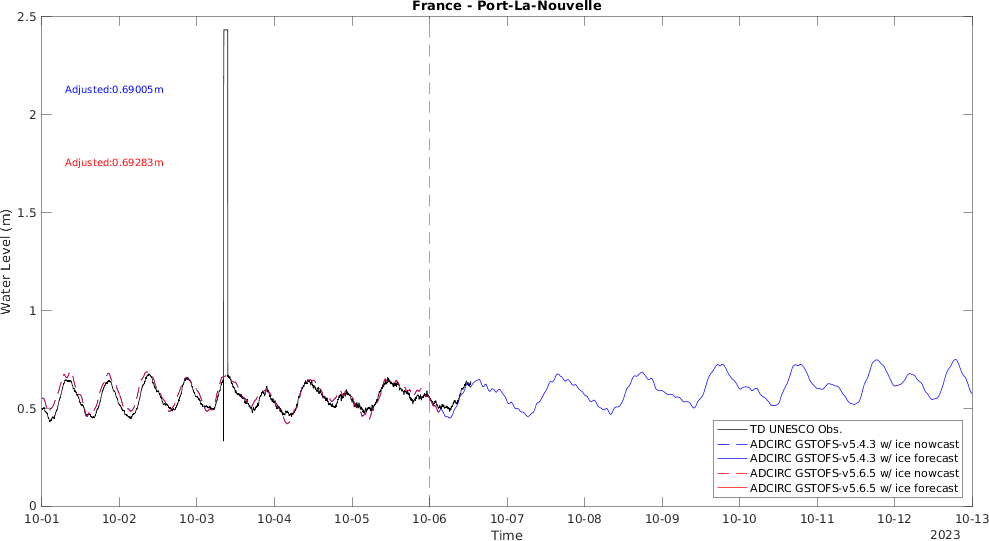 France - Port-La-Nouvelle
2.5
2
1.5
1
0.5
0
Water Level (m)
Adjusted:0.69005m
Adjusted:0.69283m
TD UNESCO Obs.
ADCIRC GSTOFS-v5.4.3 w/ ice nowcast
ADCIRC GSTOFS-v5.4.3 w/ ice forecast
ADCIRC GSTOFS-v5.6.5 w/ ice nowcast
ADCIRC GSTOFS-v5.6.5 w/ ice forecast
10-01 10-02 10-03 10-04 10-05 10-06 10-07 10-08 10-09 10-10 10-11 10-12 10-13
Time
2023